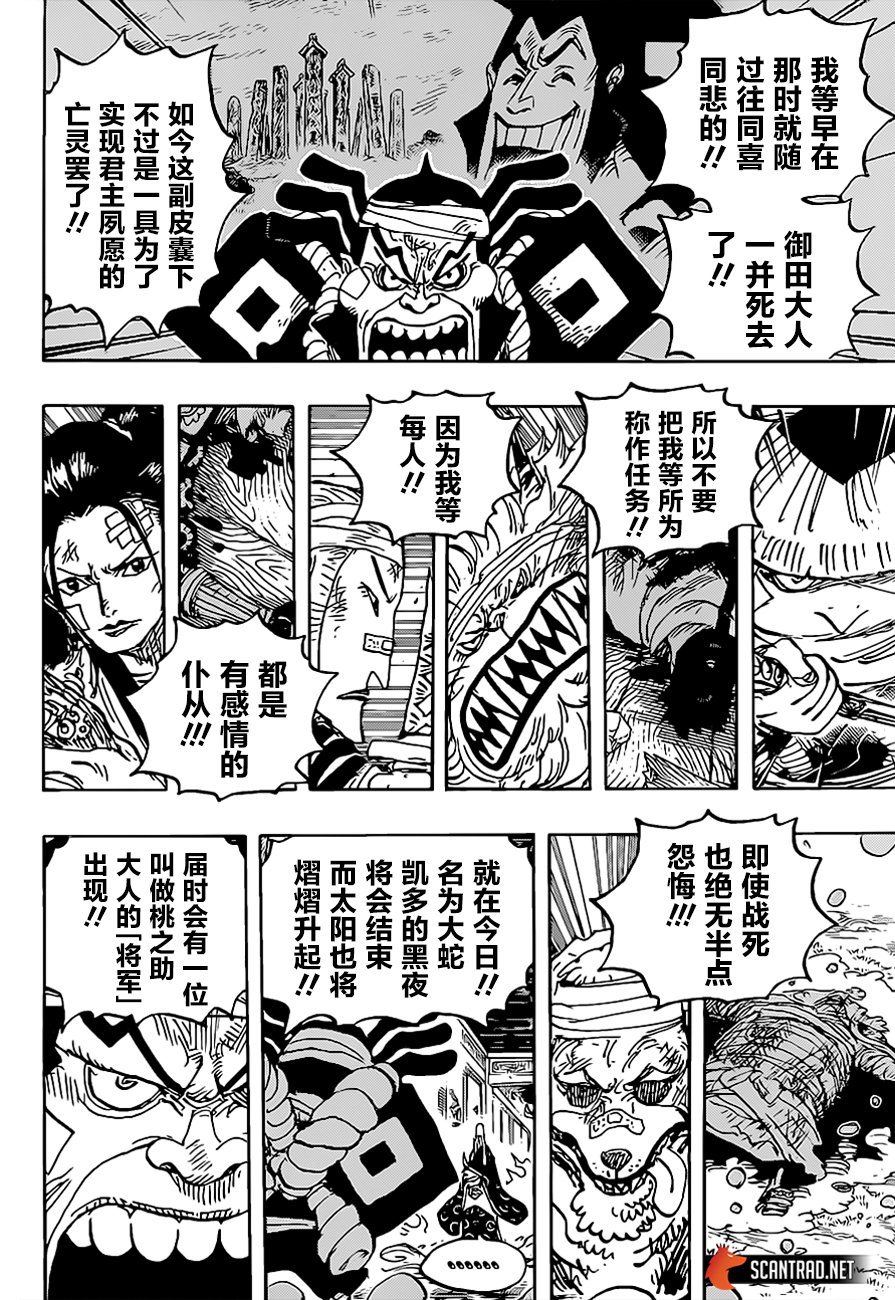 我等早在
那时就随
过往同喜
同悲的!!
御田大人
一并死去
了!!
如今这副皮囊下
不过是一具为了
实现君主夙愿的
亡灵罢了!!
所以不要
把我等所为
称作任务!!
因为我等
每人!!
都是
有感情的
仆从!!!
即使战死
也绝无半点
怨悔!!!
就在今日!!
名为大蛇
凯多的黑夜
将会结束
而太阳也将
熠熠升起!!
届时会有一位
叫做桃之助
大人的「将军」
出现!!
………
SCANTRAD.NET